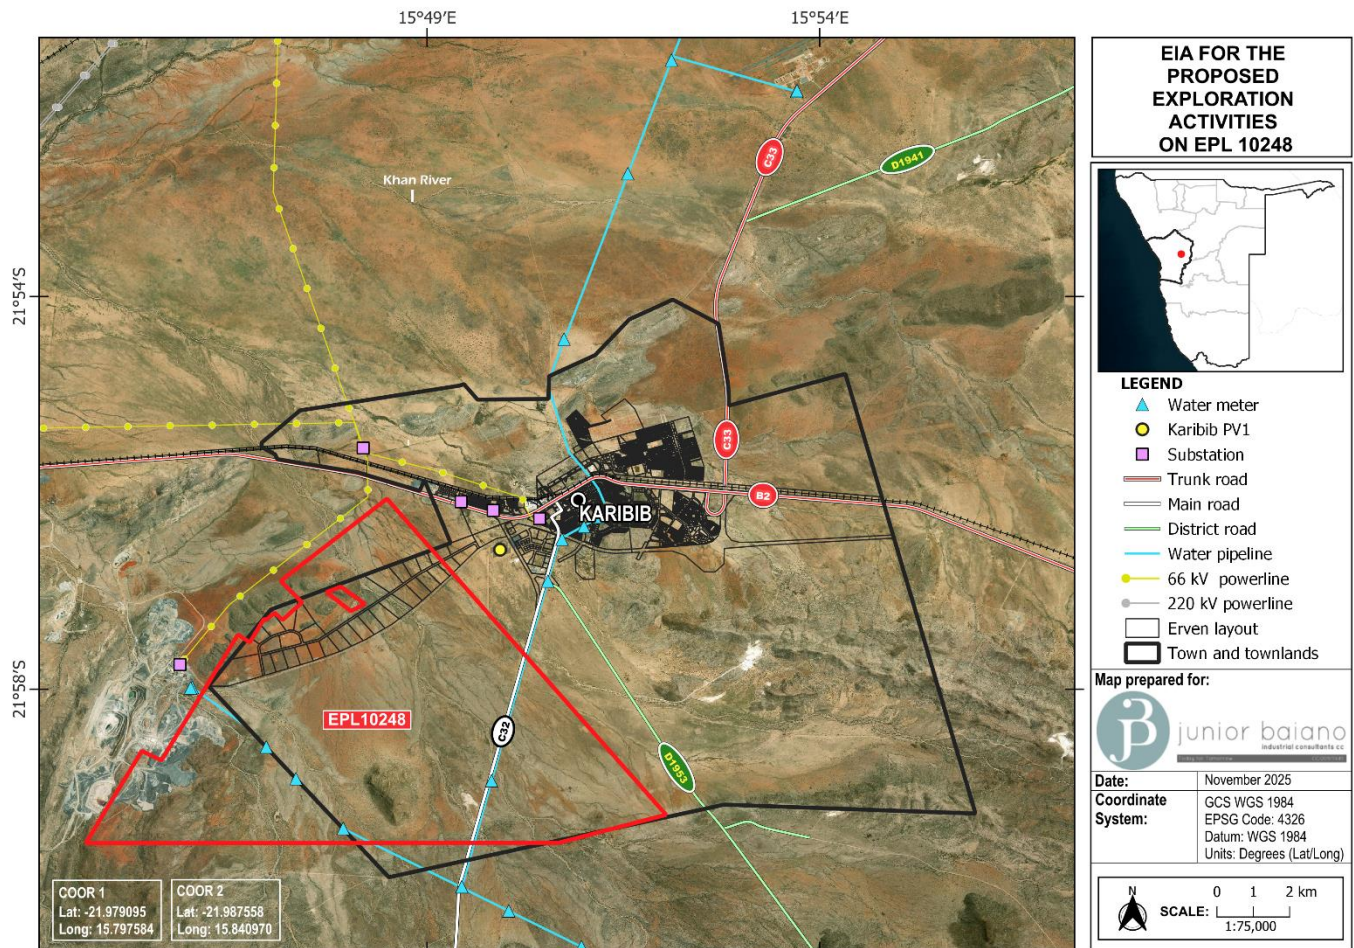 15°49′E
15°54′E
21°54′S
21°58′S
Khan River
C33
D1941
C33
B2
KARIBIB
EPL10248
C32
D1953
COOR 1
Lat: -21.979095
Long: 15.797584
COOR 2
Lat: -21.987558
Long: 15.840970
EIA FOR THE
PROPOSED
EXPLORATION
ACTIVITIES
ON EPL 10248
LEGEND
Water meter
Karibib PV1
Substation
Trunk road
Main road
District road
Water pipeline
66 kV powerline
220 kV powerline
Erven layout
Town and townlands
Map prepared for:
junior baiano
industrial consultants cc
Date:
November 2025
Coordinate
System:
GCS WGS 1984
EPSG Code: 4326
Datum: WGS 1984
Units: Degrees (Lat/Long)
N
SCALE:
0 1 2 km
1:75,000